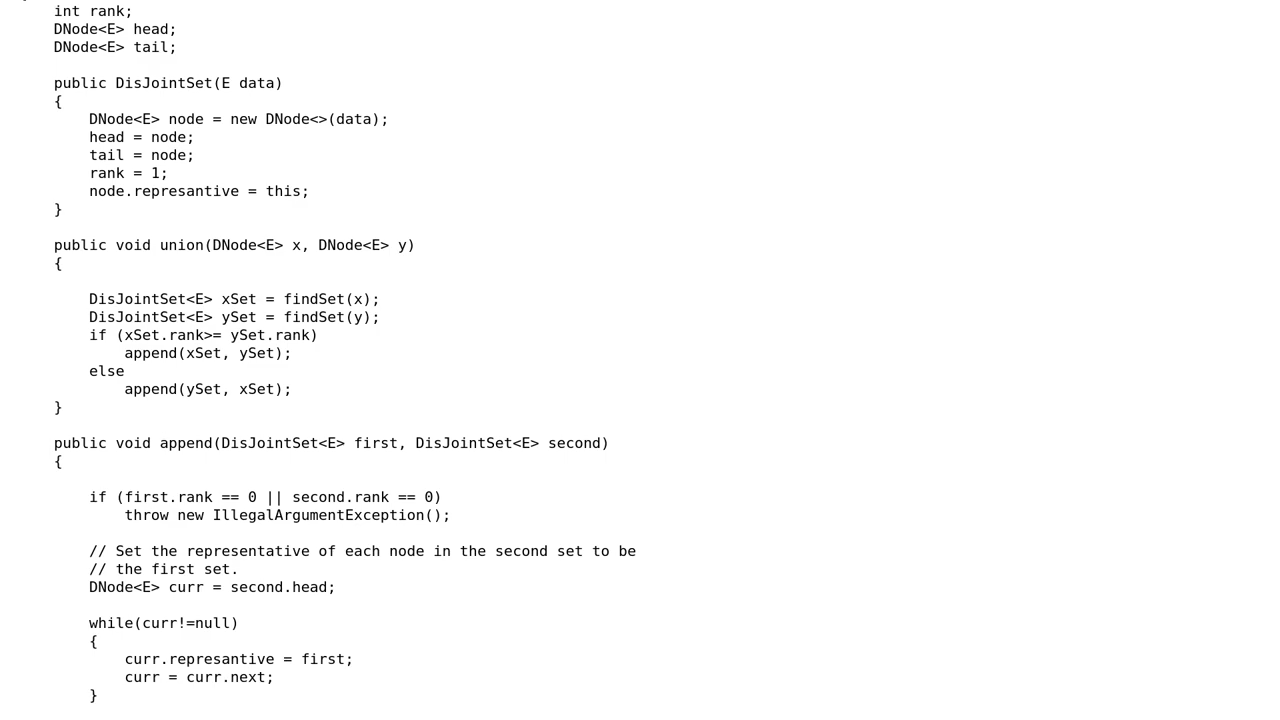 int rank;
DNode<E> head;
DNode<E> tail;
public DisJointSet(E data)
{
DNode<E> node = new DNode<>(data);
head = node;
tail = node;
rank = 1;
node.represantive = this;
}
public void union(DNode<E> x, DNode<E> y)
{
DisJointSet<E> xSet = findSet(x);
DisJointSet<E> ySet = findSet(y);
if (xSet.rank>= ySet.rank)
append(xSet, ySet);
else
append(ySet, xSet);
}
public void append(DisJointSet<E> first, DisJointSet<E> second)
{
if (first.rank == 0 || second.rank == 0)
throw new IllegalArgumentException();
// Set the representative of each node in the second set to be
// the first set.
DNode<E> curr = second.head;
while(curr!=null)
{
curr.represantive = first;
curr = curr.next;
}